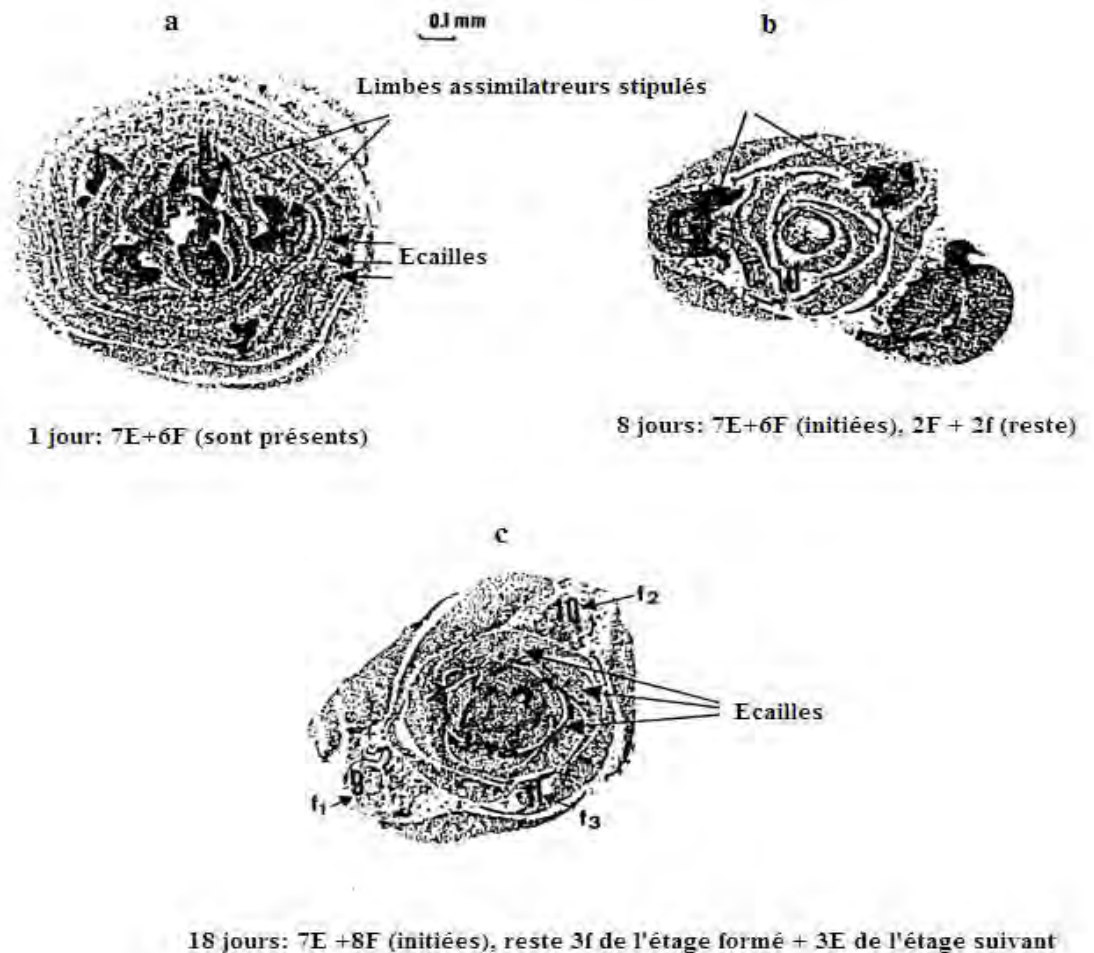 a
0.1 mm
b
Limbes assimilatreurs stipulés
Ecailles
1 jour: 7E+6F (sont présents)
8 jours: 7E+6F (initiées), 2F + 2f (reste)
c
10
f2
Ecailles
9
f1
11
f3
18 jours: 7E +8F (initiées), reste 3f de l'étage formé + 3E de l'étage suivant